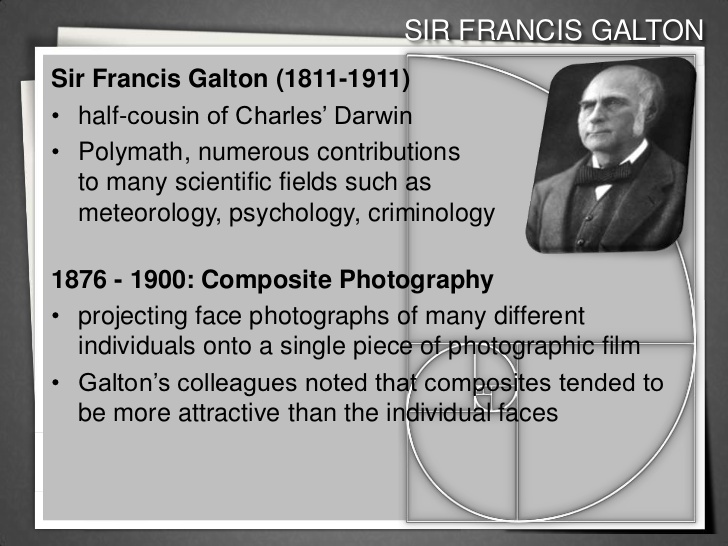 SIR FRANCIS GALTON
Sir Francis Galton (1811-1911)
• half-cousin of Charles’ Darwin
• Polymath, numerous contributions
to many scientific fields such as
meteorology, psychology, criminology
1876 - 1900: Composite Photography
• projecting face photographs of many different
individuals onto a single piece of photographic film
• Galton’s colleagues noted that composites tended to
be more attractive than the individual faces